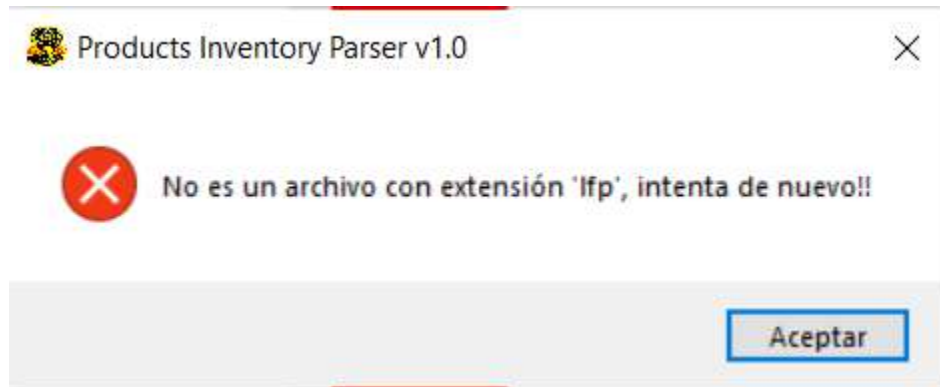 Products Inventory Parser v1.0
No es un archivo con extensión 'lfp', intenta de nuevo!!
Aceptar